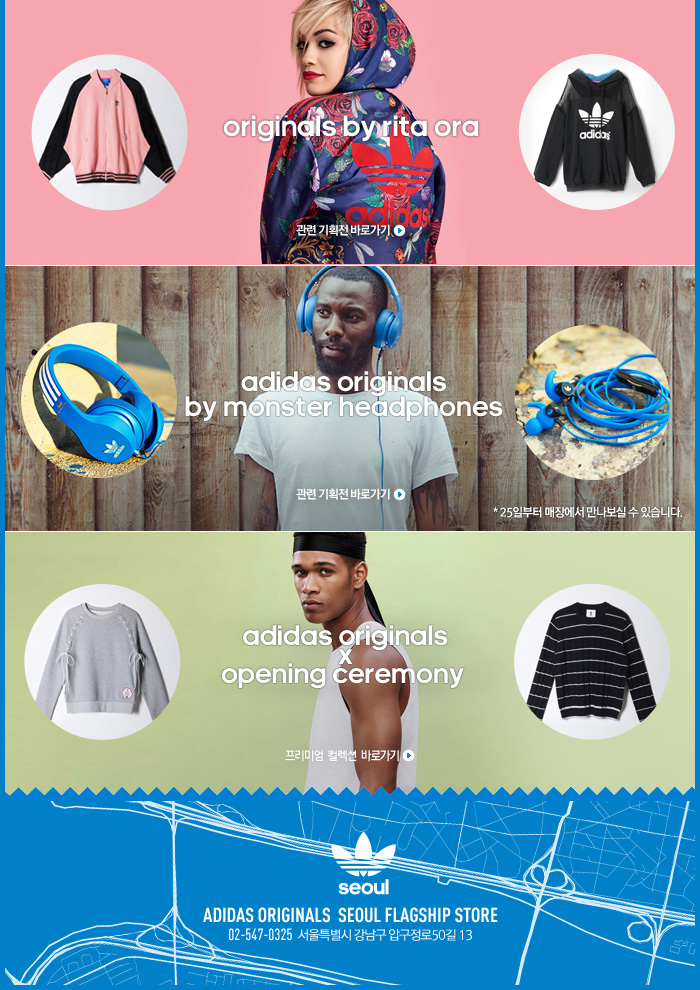 originals by rita ora
adidas
adidas
관련 기획전 바로가기
adidas originals
by monster headphones
adidas
관련 기획전 바로가기
* 25일부터 매장에서 만나보실 수 있습니다.
adidas originals
x
opening ceremony
프리미엄 컬렉션 바로가기
seoul
ADIDAS ORIGINALS SEOUL FLAGSHIP STORE
02-547-0325 서울특별시 강남구 압구정로50길 13